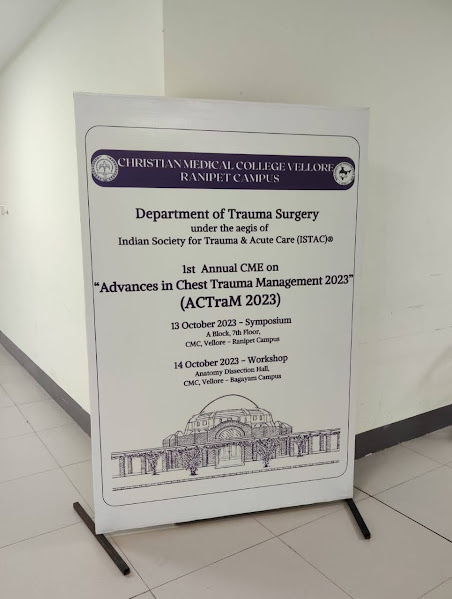 CHRISTIAN MEDICAL COLLEGE VELLORE
RANIPET CAMPUS
Department of Trauma Surgery
under the aegis of
Indian Society for Trauma & Acute Care (ISTAC)®
1st Annual CME on
"Advances in Chest Trauma Management 2023"
(ACTraM 2023)
13 October 2023 – Symposium
A Block, 7th Floor,
CMC, Vellore – Ranipet Campus
14 October 2023 – Workshop
Anatomy Dissection Hall,
CMC, Vellore – Bagayam Campus